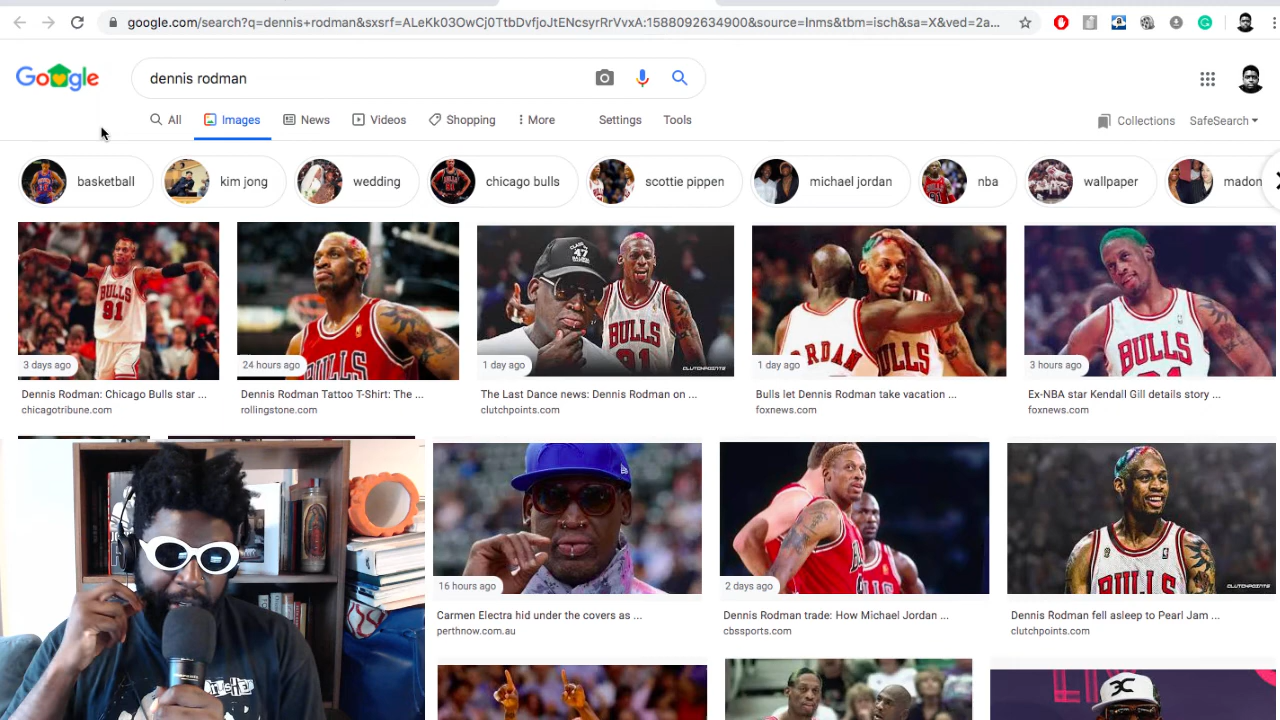 google.com/search?q=dennis+rodman&sxsrf=ALeKk03OwCj0TtbDvfjoJtENcsyrRrVvxA:1588092634900&source=lnms&tbm=isch&sa=X&ved=2a...
Google
dennis rodman
All
Images
News
Videos
Shopping
More
Settings
Tools
Collections
SafeSearch
basketball
kim jong
wedding
chicago bulls
scottie pippen
michael jordan
nba
wallpaper
madon
BULLS
91
3 days ago
BULLS
24 hours ago
BULLS
91
1 day ago
CLUTCHPOINTS
RDAN
ULLS
1 day ago
BULLS
3 hours ago
Dennis Rodman: Chicago Bulls star ...
chicagotribune.com
Dennis Rodman Tattoo T-Shirt: The ...
rollingstone.com
The Last Dance news: Dennis Rodman on ...
clutchpoints.com
Bulls let Dennis Rodman take vacation ...
foxnews.com
Ex-NBA star Kendall Gill details story ...
foxnews.com
16 hours ago
2 days ago
BULLS
CLUTCHPOINTS
Carmen Electra hid under the covers as ...
perthnow.com.au
Dennis Rodman trade: How Michael Jordan ...
cbssports.com
Dennis Rodman fell asleep to Pearl Jam ...
clutchpoints.com